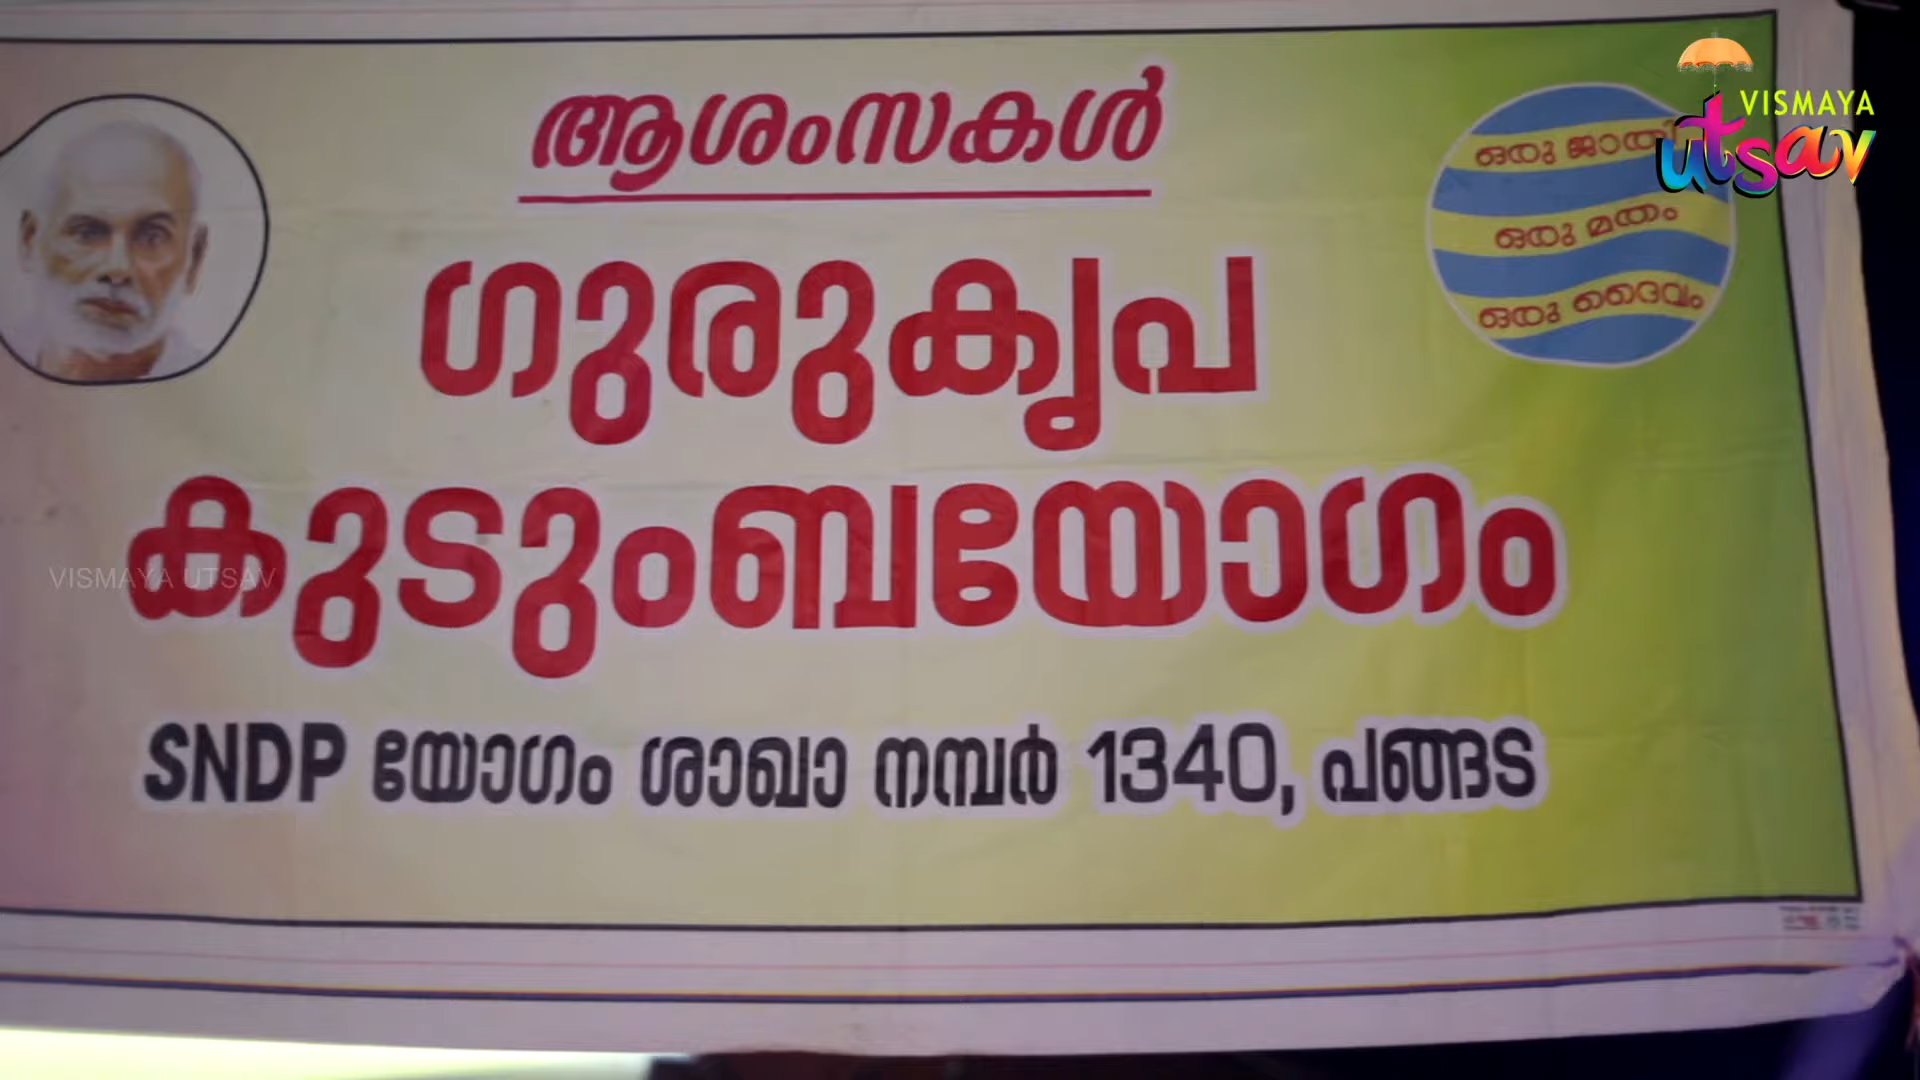 ആശംസകൾ
ഗുരുകൃപ
കുടുംബയോഗം
SNDP യോഗം ശാഖാ നമ്പർ 1340, പങ്ങട
ഒരു ജാതി
ഒരു മതം
ഒരു ദൈവം
VISMAYA
utsav
VISMAYA UTSAV